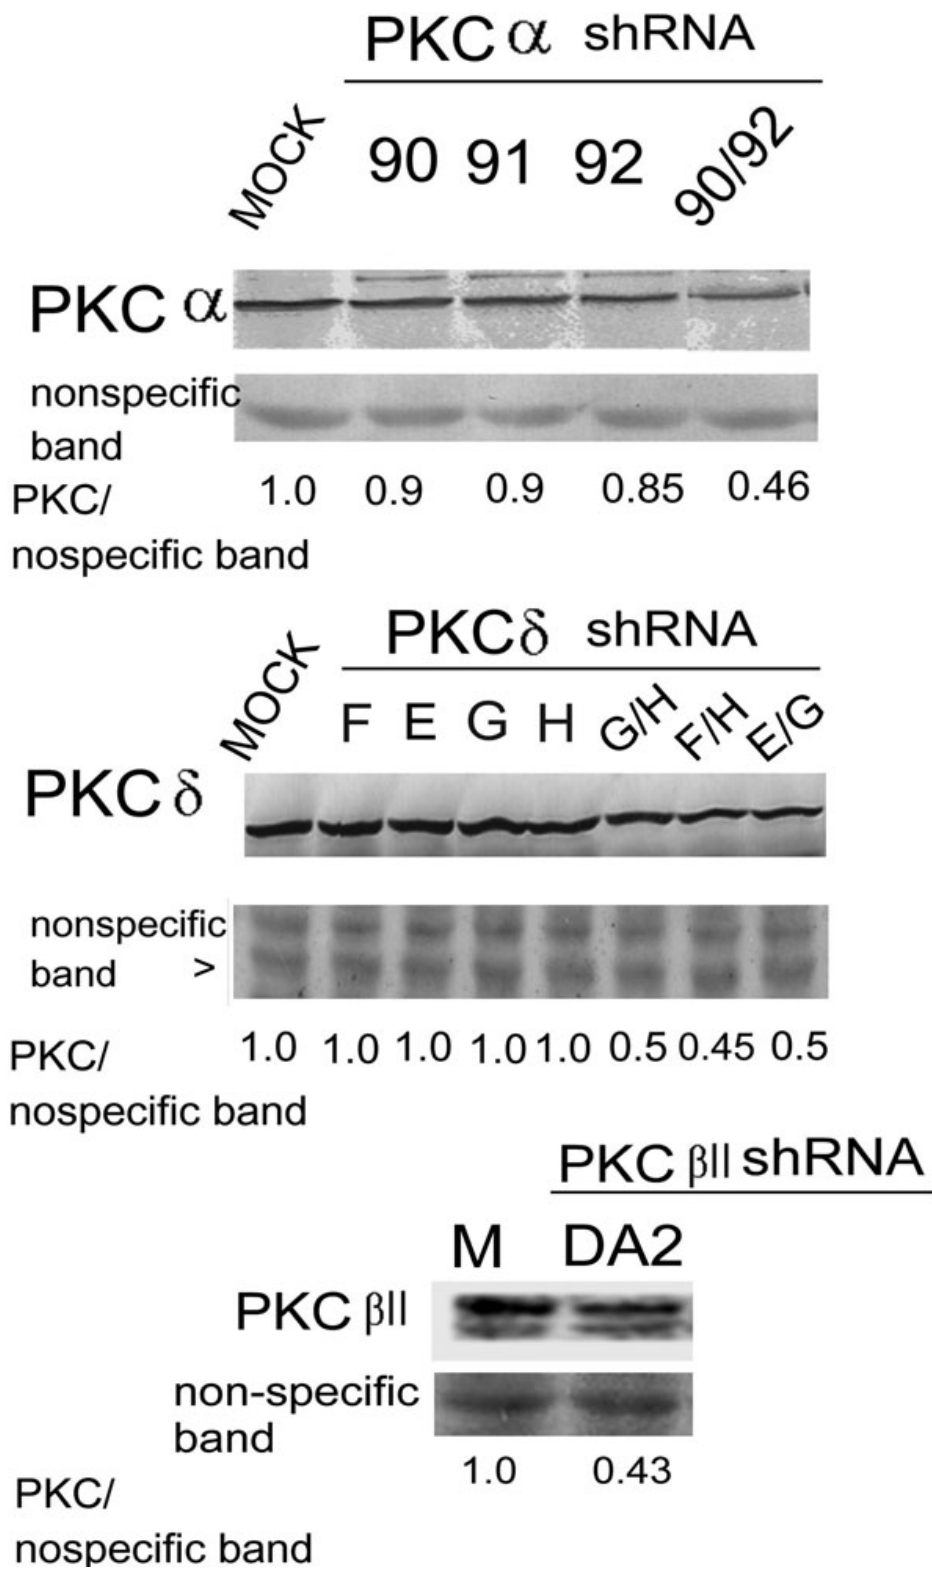 PKC α shRNA
MOCK 90 91 92 90/92
PKC α
nonspecific
band
PKC/ 1.0 0.9 0.9 0.85 0.46
nospecific band
PKCδ shRNA
MOCK F E G H G/H F/H E/G
PKC δ
nonspecific
band >
PKC/ 1.0 1.0 1.0 1.0 1.0 0.5 0.45 0.5
nospecific band
PKC βII shRNA
M DA2
PKC βII
non-specific
band
1.0 0.43
PKC/
nospecific band